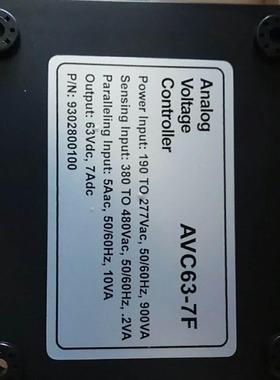 Analog
Voltage
Controller
AVC63-7F
Power Input: 190 TO 277Vac, 50/60Hz, 900VA
Sensing Input: 380 TO 480Vac, 50/60Hz, .2VA
Paralleling Input: 5Aac, 50/60Hz, 10VA
Output: 63Vdc, 7Adc
P/N: 9302800100